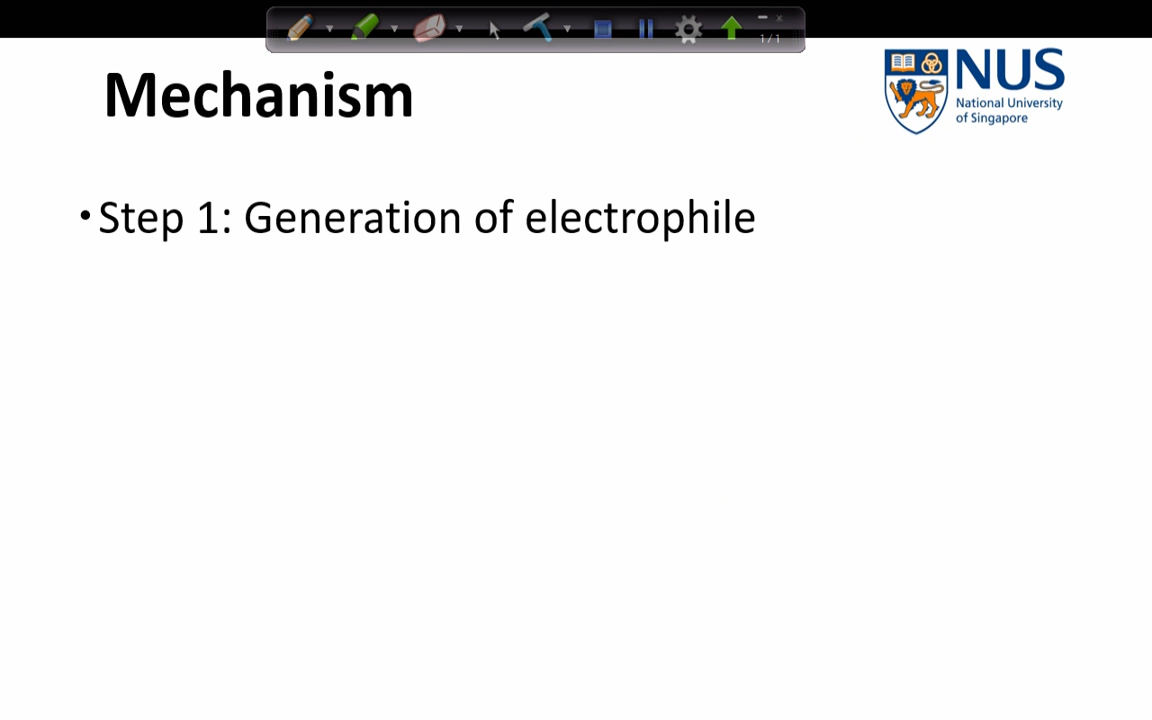 1/1
Mechanism
NUS
National University
of Singapore
• Step 1: Generation of electrophile